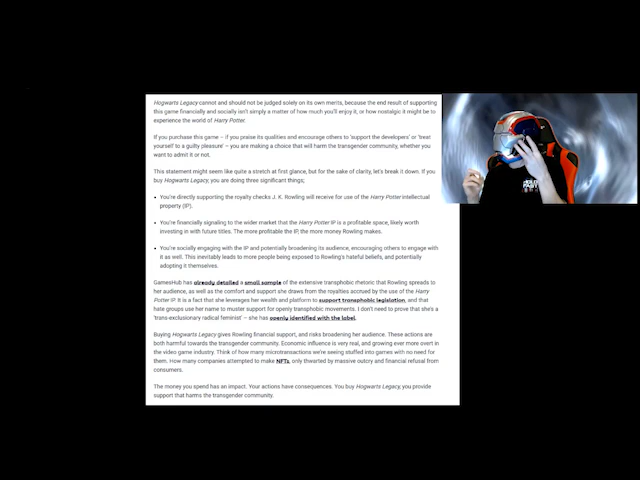 Hogwarts Legacy cannot and should not be judged solely on its own merits, because the end result of supporting
this game financially and socially isn't simply a matter of how much you'll enjoy it, or how nostalgic it might be to
experience the world of Harry Potter.
If you purchase this game – if you praise its qualities and encourage others to 'support the developers' or 'treat
yourself to a guilty pleasure' – you are making a choice that will harm the transgender community, whether you
want to admit it or not.
This statement might seem like quite a stretch at first glance, but for the sake of clarity, let's break it down. If you
buy Hogwarts Legacy, you are doing three significant things;
• You're directly supporting the royalty checks J. K. Rowling will receive for use of the Harry Potter intellectual
property (IP).
• You're financially signaling to the wider market that the Harry Potter IP is a profitable space, likely worth
investing in with future titles. The more profitable the IP, the more money Rowling makes.
• You're socially engaging with the IP and potentially broadening its audience, encouraging others to engage with
it as well. This inevitably leads to more people being exposed to Rowling's hateful beliefs, and potentially
adopting it themselves.
GamesHub has already detailed a small sample of the extensive transphobic rhetoric that Rowling spreads to
her audience, as well as the comfort and support she draws from the royalties accrued by the use of the Harry
Potter IP. It is a fact that she leverages her wealth and platform to support transphobic legislation, and that
hate groups use her name to muster support for openly transphobic movements. I don't need to prove that she's a
'trans-exclusionary radical feminist' – she has openly identified with the label.
Buying Hogwarts Legacy gives Rowling financial support, and risks broadening her audience. These actions are
both harmful towards the transgender community. Economic influence is very real, and growing ever more overt in
the video game industry. Think of how many microtransactions we're seeing stuffed into games with no need for
them. How many companies attempted to make NFTs, only thwarted by massive outcry and financial refusal from
consumers.
The money you spend has an impact. Your actions have consequences. You buy Hogwarts Legacy, you provide
support that harms the transgender community.